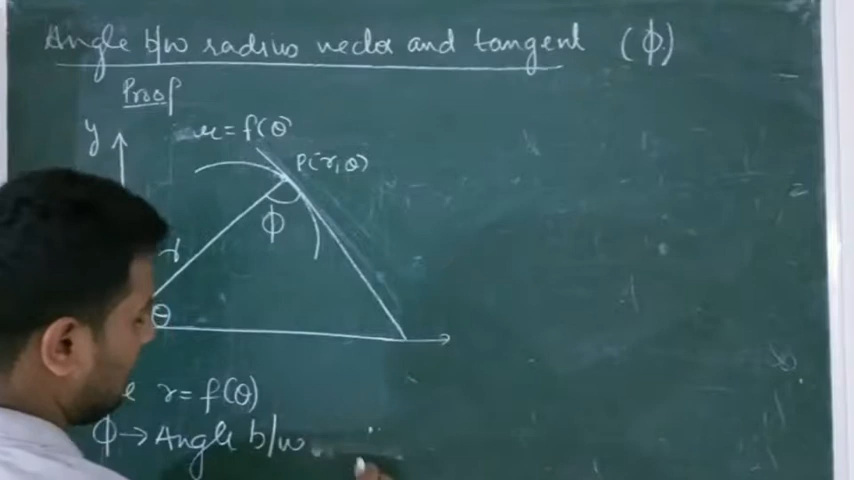 Angle b/w radius vector and tangent (ϕ)
Proof
y
r = f(θ
P(r,θ)
ϕ
r
θ
r = f(θ)
ϕ → Angle b/w